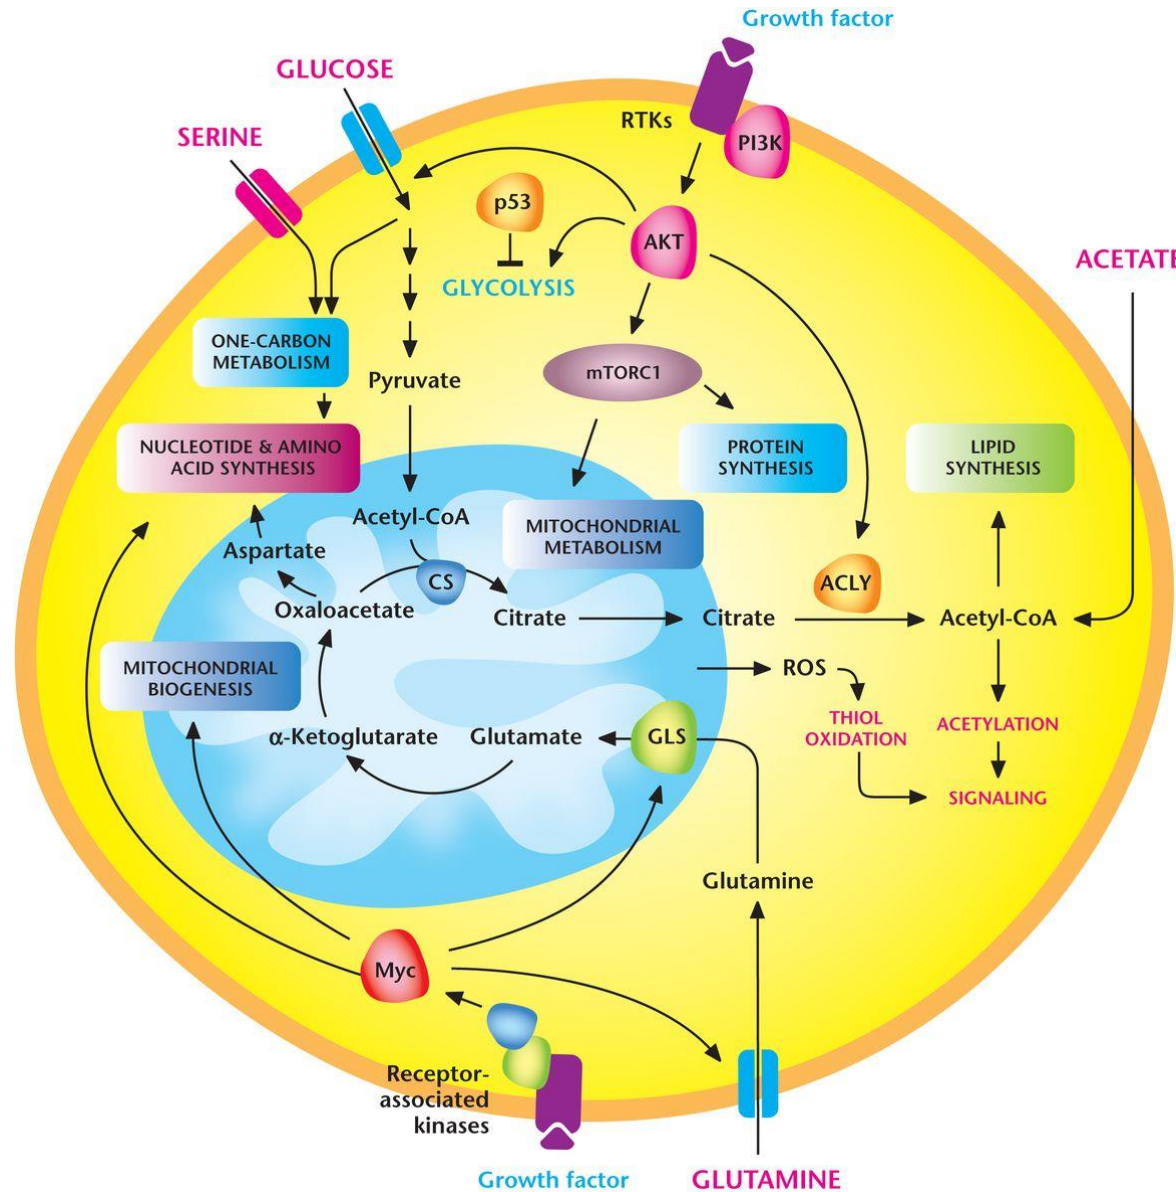 Growth factor
GLUCOSE
RTKs
SERINE
PI3K
p53
AKT
ACETATE
GLYCOLYSIS
ONE-CARBON
METABOLISM
Pyruvate
mTORC1
NUCLEOTIDE & AMINO
ACID SYNTHESIS
PROTEIN
SYNTHESIS
LIPID
SYNTHESIS
Acetyl-CoA
MITOCHONDRIAL
METABOLISM
Aspartate
CS
ACLY
Oxaloacetate
Citrate
Citrate
Acetyl-CoA
MITOCHONDRIAL
BIOGENESIS
ROS
THIOL
OXIDATION
ACETYLATION
α-Ketoglutarate
Glutamate
GLS
SIGNALING
Glutamine
Myc
Receptor-
associated
kinases
Growth factor
GLUTAMINE